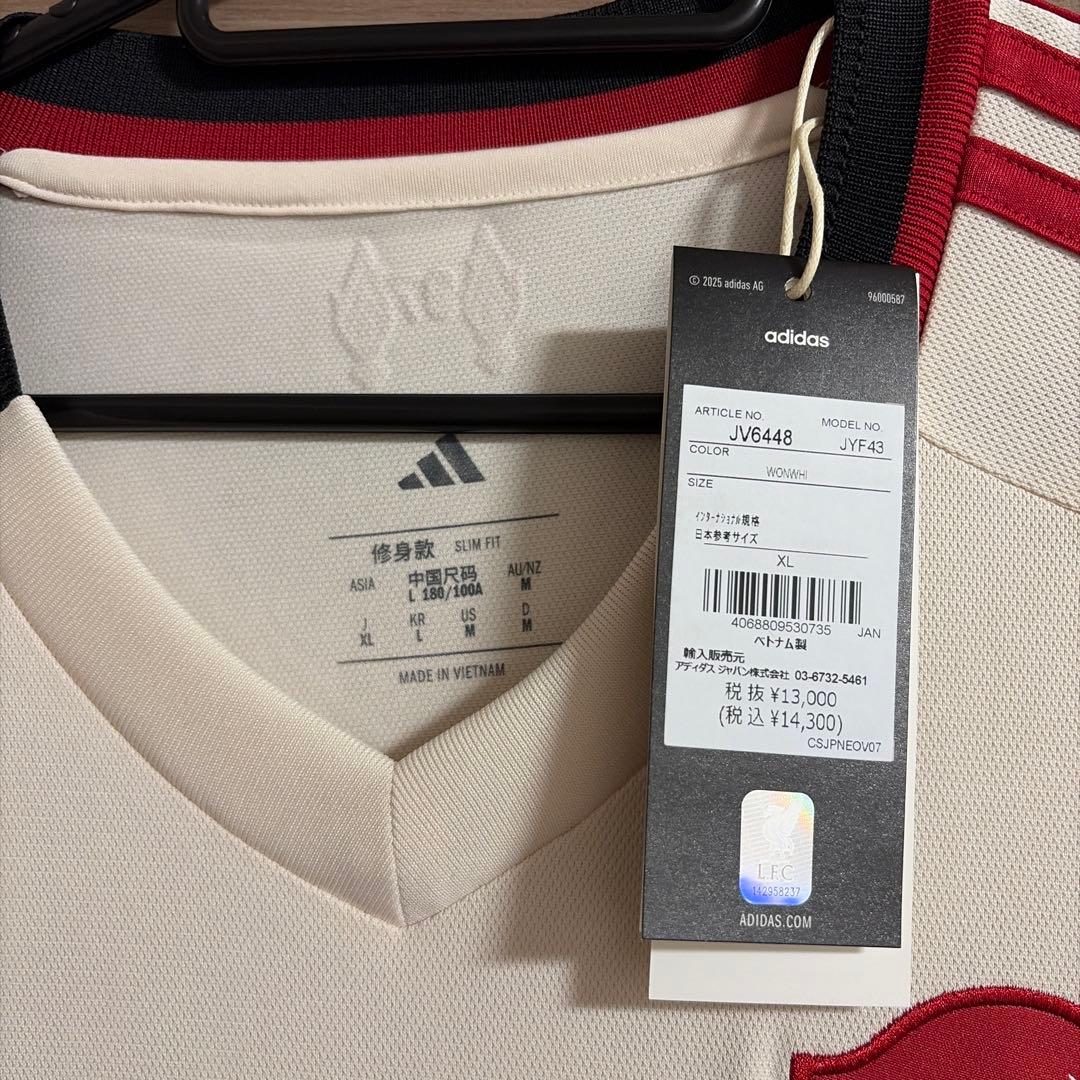 © 2025 adidas AG
96000587
adidas
ARTICLE NO.
MODEL NO.
JV6448
JYF43
COLOR
WONWHI
SIZE
インターナショナル規格
日本参考サイズ
XL
4068809530735 JAN
ベトナム製
輸入販売元
アディダス ジャパン株式会社 03-6732-5461
税抜 ¥13,000
(税込 ¥14,300)
CSJPNEOV07
L.F.C.
142958237
ADIDAS.COM
修身款 SLIM FIT
ASIA 中国尺码 AU/NZ
L 180/100A M
J KR US D
XL L M M
MADE IN VIETNAM